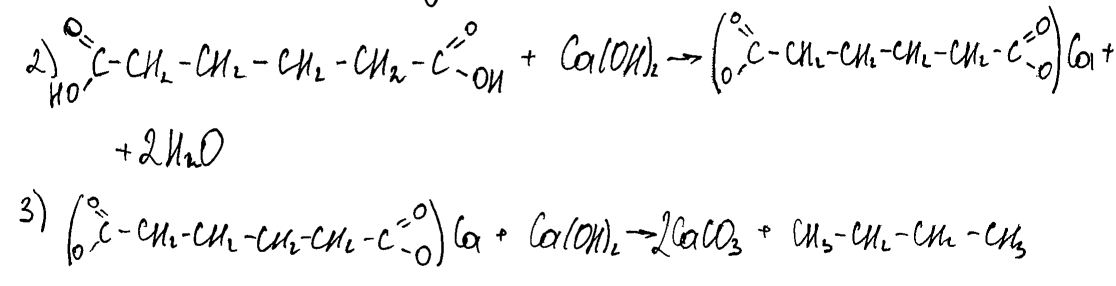 2) HO-C(=O)-CH₂-CH₂-CH₂-CH₂-C(=O)-OH + Ca(OH)₂ → (O-C(=O)-CH₂-CH₂-CH₂-CH₂-C(=O)-O)Ca +
+ 2H₂O
3) (O-C(=O)-CH₂-CH₂-CH₂-CH₂-C(=O)-O)Ca + Ca(OH)₂ → 2CaCO₃ + CH₃-CH₂-CH₂-CH₃